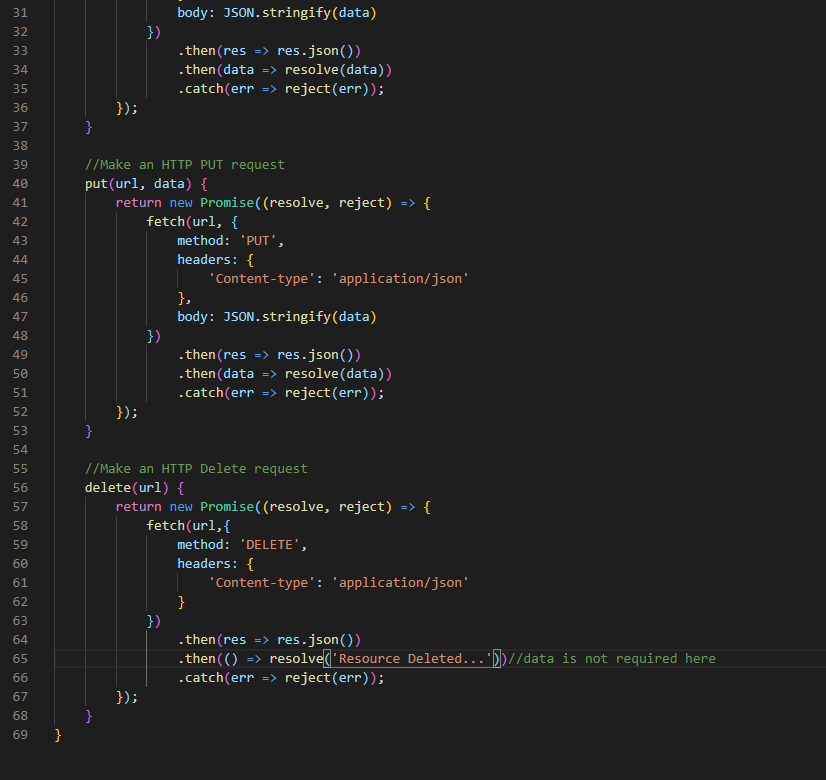 31 body: JSON.stringify(data)
32 })
33 .then(res => res.json())
34 .then(data => resolve(data))
35 .catch(err => reject(err));
36 });
37 }
38
39 //Make an HTTP PUT request
40 put(url, data) {
41 return new Promise((resolve, reject) => {
42 fetch(url, {
43 method: 'PUT',
44 headers: {
45 'Content-type': 'application/json'
46 },
47 body: JSON.stringify(data)
48 })
49 .then(res => res.json())
50 .then(data => resolve(data))
51 .catch(err => reject(err));
52 });
53 }
54
55 //Make an HTTP Delete request
56 delete(url) {
57 return new Promise((resolve, reject) => {
58 fetch(url,{
59 method: 'DELETE',
60 headers: {
61 'Content-type': 'application/json'
62 }
63 })
64 .then(res => res.json())
65 .then(() => resolve('Resource Deleted...'))//data is not required here
66 .catch(err => reject(err));
67 });
68 }
69 }